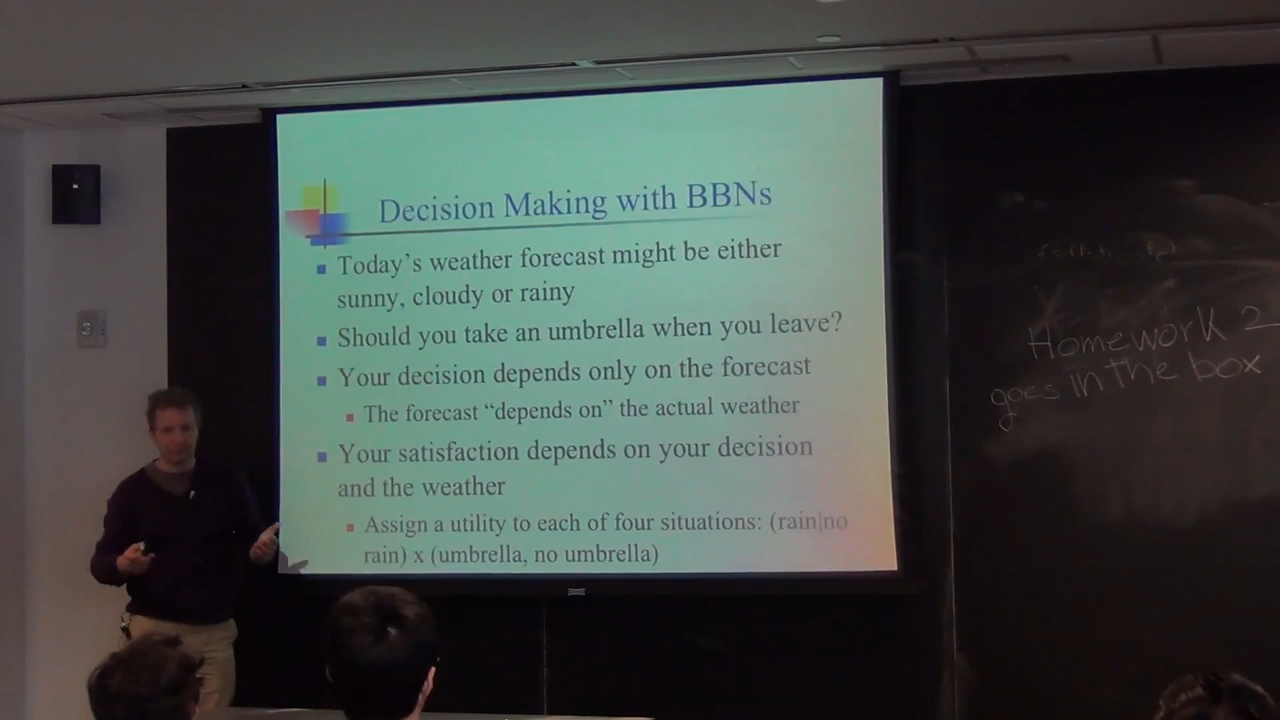 Decision Making with BBNs
Today's weather forecast might be either
sunny, cloudy or rainy
Should you take an umbrella when you leave?
Your decision depends only on the forecast
The forecast “depends on” the actual weather
Your satisfaction depends on your decision
and the weather
Assign a utility to each of four situations: (rain|no
rain) x (umbrella, no umbrella)
Homework 2
goes in the box